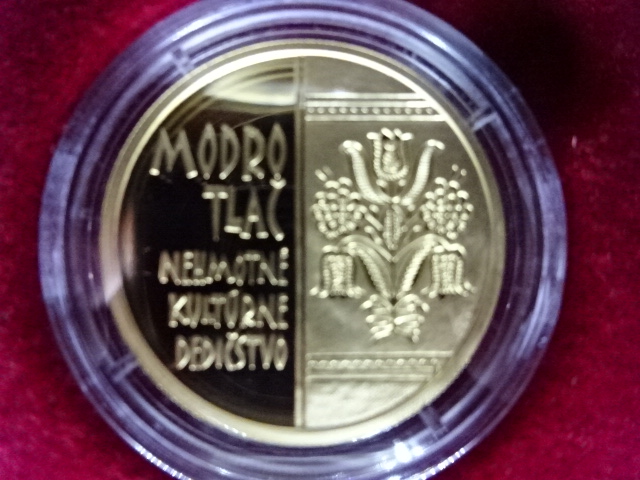 MODRO
TLAČ
NEHMOTNÉ
KULTÚRNE
DEDIČSTVO